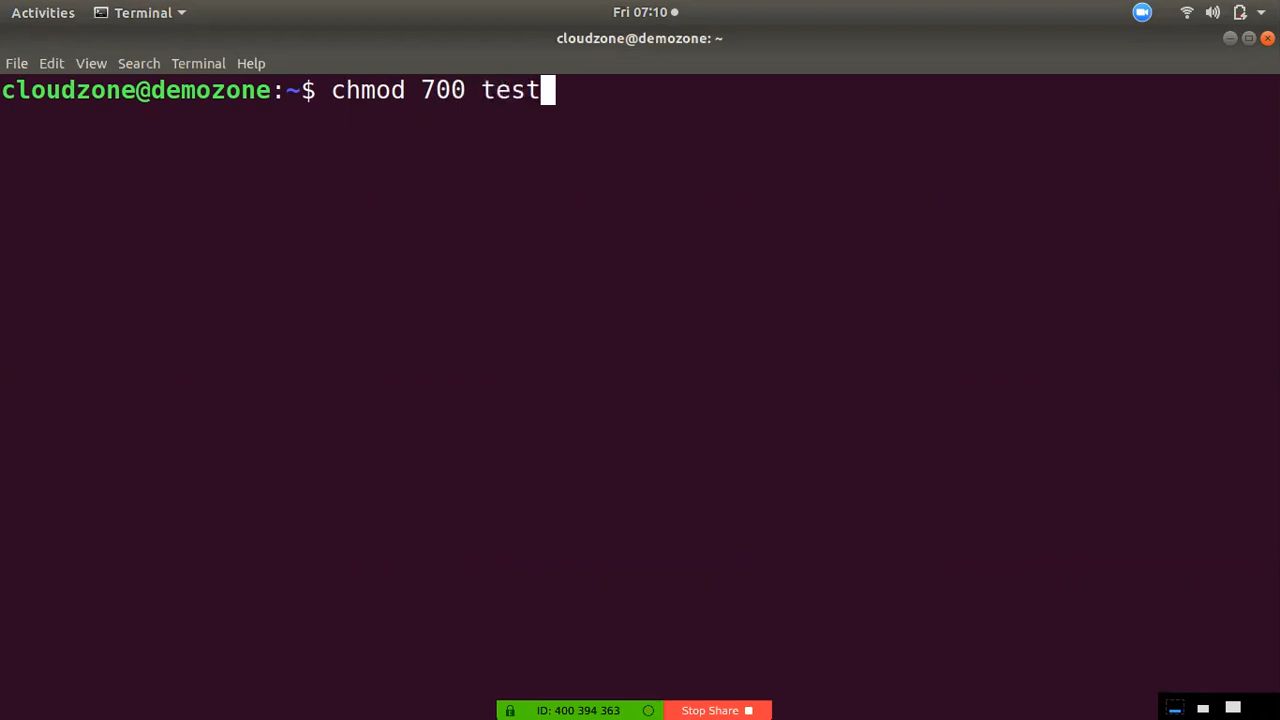 Activities Terminal Fri 07:10
cloudzone@demozone: ~
File Edit View Search Terminal Help
cloudzone@demozone:~$ chmod 700 test
ID: 400 394 363 Stop Share